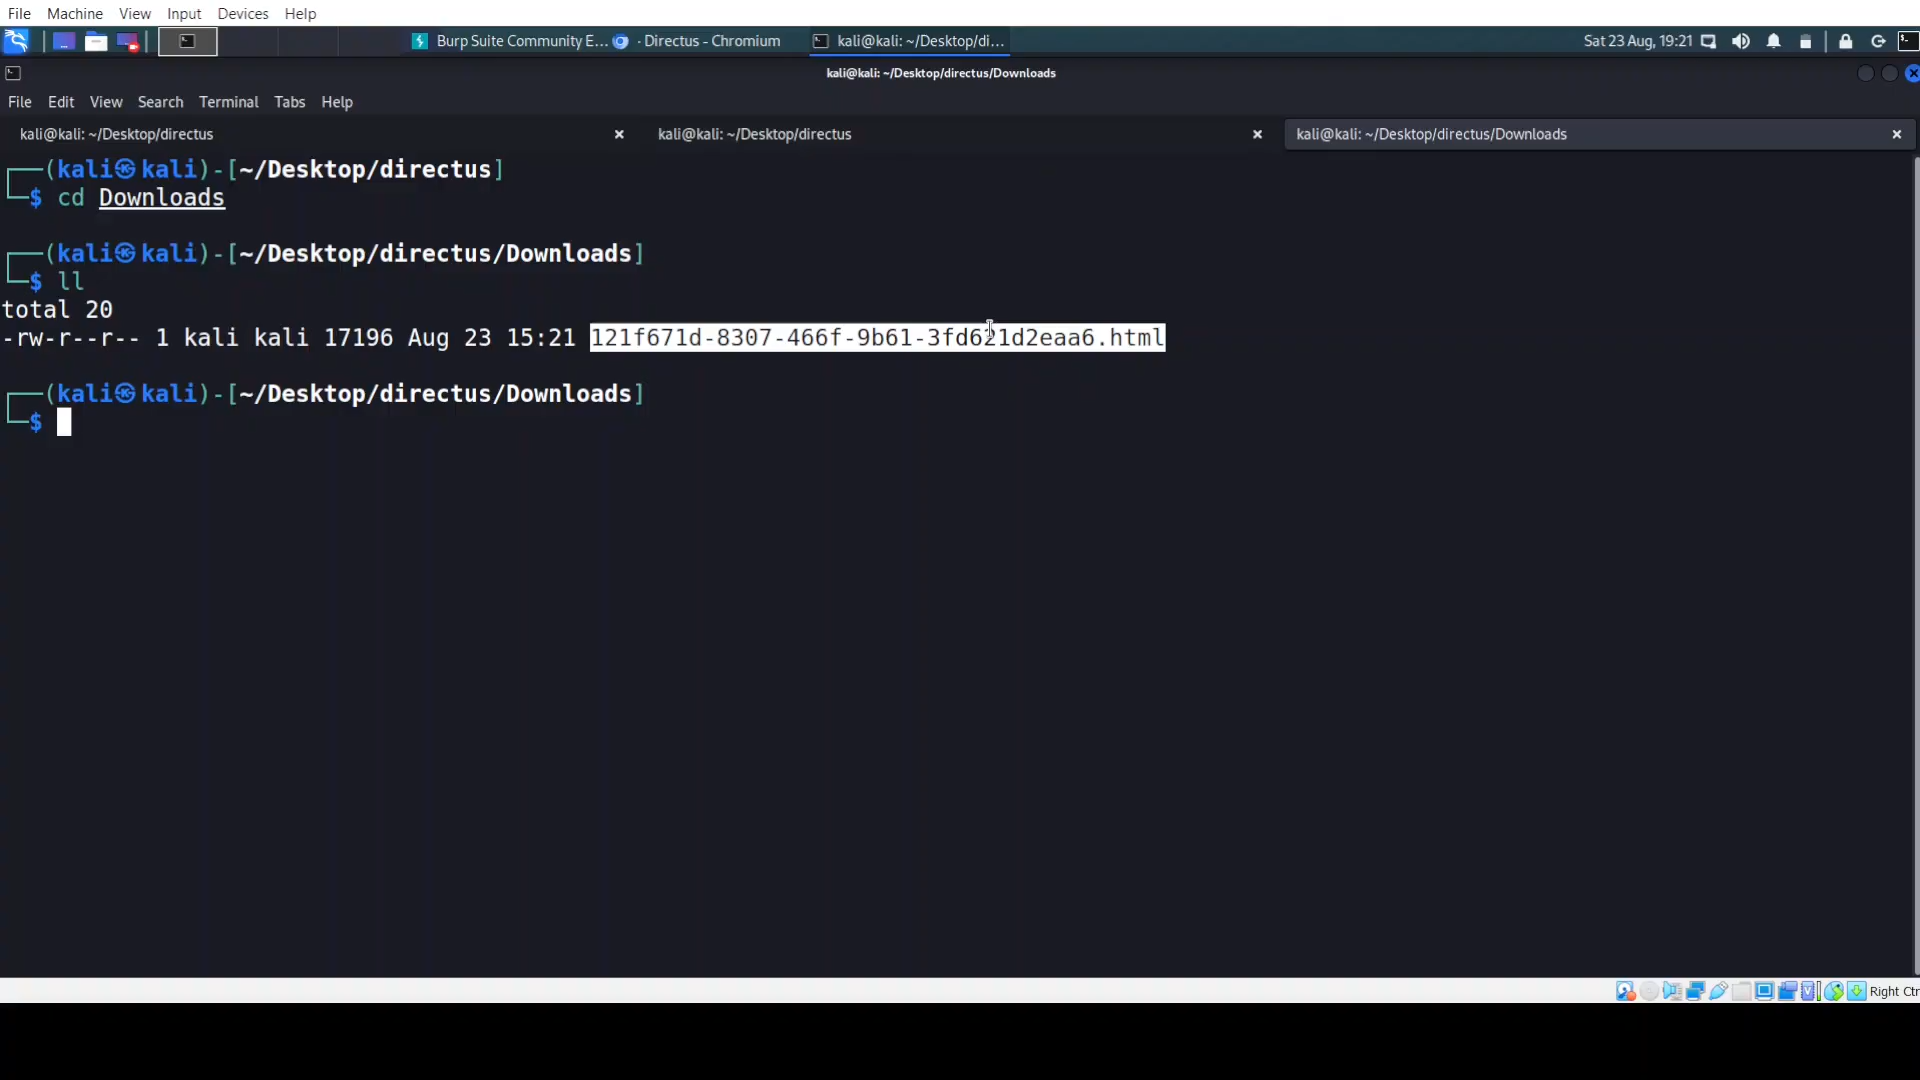 File Machine View Input Devices Help
Burp Suite Community E... · Directus - Chromium kali@kali: ~/Desktop/di... Sat 23 Aug, 19:21
kali@kali: ~/Desktop/directus/Downloads
File Edit View Search Terminal Tabs Help
kali@kali: ~/Desktop/directus kali@kali: ~/Desktop/directus kali@kali: ~/Desktop/directus/Downloads
┌──(kali㉿kali)-[~/Desktop/directus]
└─$ cd Downloads
┌──(kali㉿kali)-[~/Desktop/directus/Downloads]
└─$ ll
total 20
-rw-r--r-- 1 kali kali 17196 Aug 23 15:21 121f671d-8307-466f-9b61-3fd621d2eaa6.html
┌──(kali㉿kali)-[~/Desktop/directus/Downloads]
└─$
Right Ctr